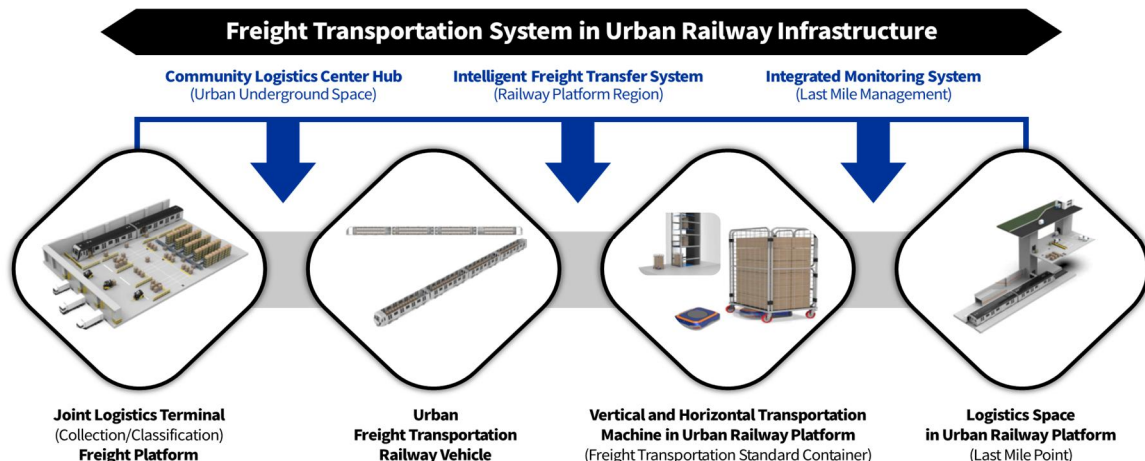 Freight Transportation System in Urban Railway Infrastructure
Community Logistics Center Hub
(Urban Underground Space)
Intelligent Freight Transfer System
(Railway Platform Region)
Integrated Monitoring System
(Last Mile Management)
Joint Logistics Terminal
(Collection/Classification)
Freight Platform
Urban
Freight Transportation
Railway Vehicle
Vertical and Horizontal Transportation
Machine in Urban Railway Platform
(Freight Transportation Standard Container)
Logistics Space
in Urban Railway Platform
(Last Mile Point)